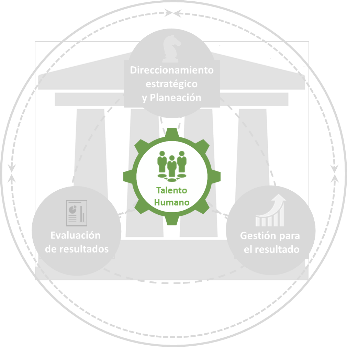 Direccionamiento
estratégico
y Planeación
Talento
Humano
Evaluación
de resultados
Gestión para
el resultado